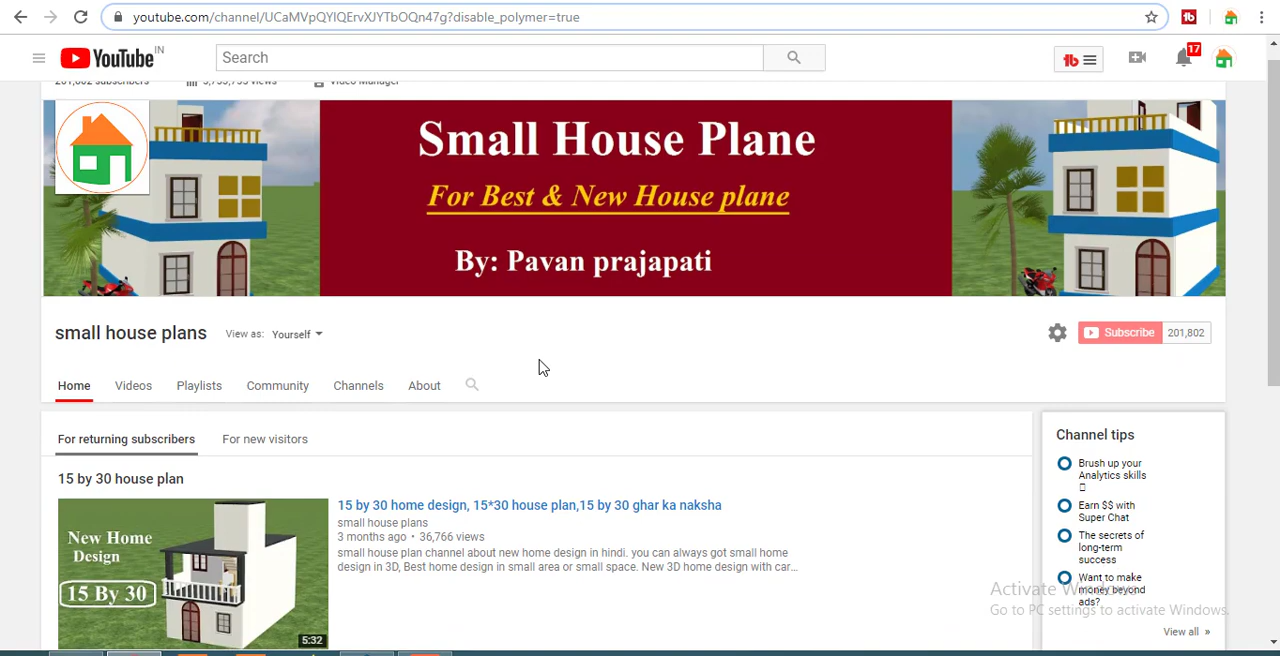 youtube.com/channel/UCaMVpQYlQErvXJYTbOQn47g?disable_polymer=true
YouTube IN
Search
17
201,802 subscribers
views
Video Manager
Small House Plane
For Best & New House plane
By: Pavan prajapati
small house plans
View as: Yourself
Subscribe 201,802
Home Videos Playlists Community Channels About
For returning subscribers For new visitors
15 by 30 house plan
New Home
Design
15 By 30
5:32
15 by 30 home design, 15*30 house plan,15 by 30 ghar ka naksha
small house plans
3 months ago • 36,766 views
small house plan channel about new home design in hindi. you can always got small home
design in 3D, Best home design in small area or small space. New 3D home design with car...
Channel tips
Brush up your
Analytics skills
Earn $$ with
Super Chat
The secrets of
long-term
success
Want to make
money beyond
ads?
View all »
Activate Windows
Go to PC settings to activate Windows.